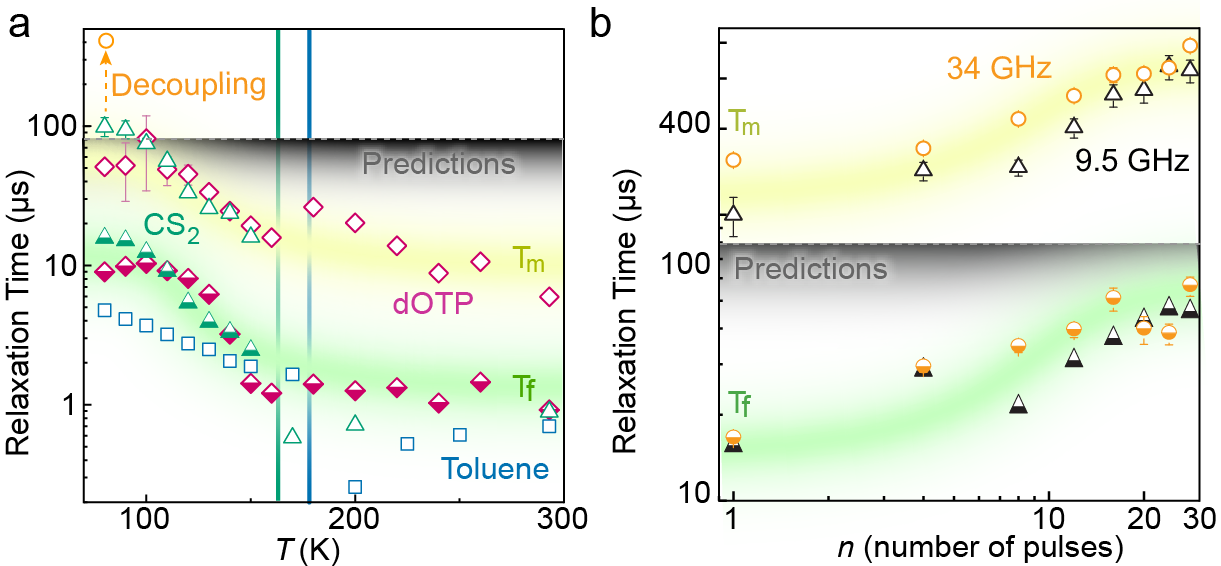 a
Relaxation Time (μs)
100
10
1
Decoupling
Predictions
CS2
Tm
dOTP
Tf
Toluene
100
200
300
T (K)
b
Relaxation Time (μs)
400
100
10
34 GHz
Tm
9.5 GHz
Predictions
Tf
1
10
20
30
n (number of pulses)